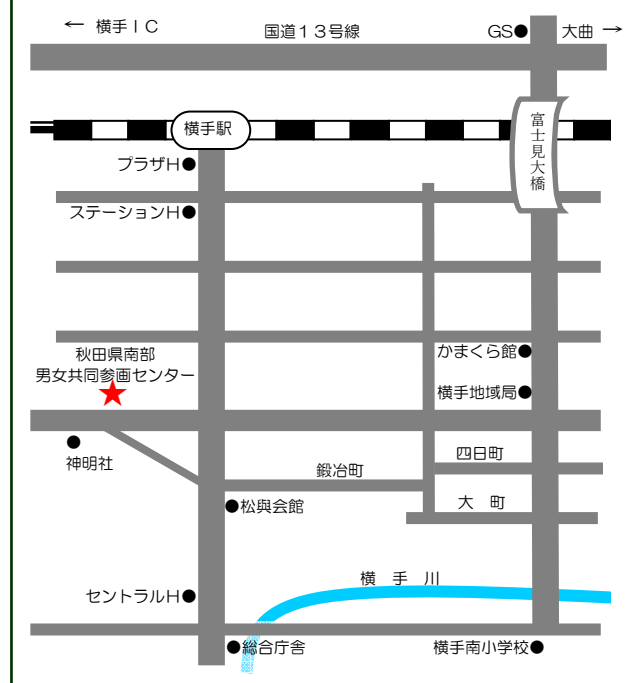 ← 横手IC
国道13号線
GS●
大曲 →
横手駅
富士見大橋
プラザH●
ステーションH●
かまくら館●
秋田県南部
男女共同参画センター
横手地域局●
神明社
四日町
鍛冶町
●松與会館
大 町
横 手 川
セントラルH●
●総合庁舎
横手南小学校●